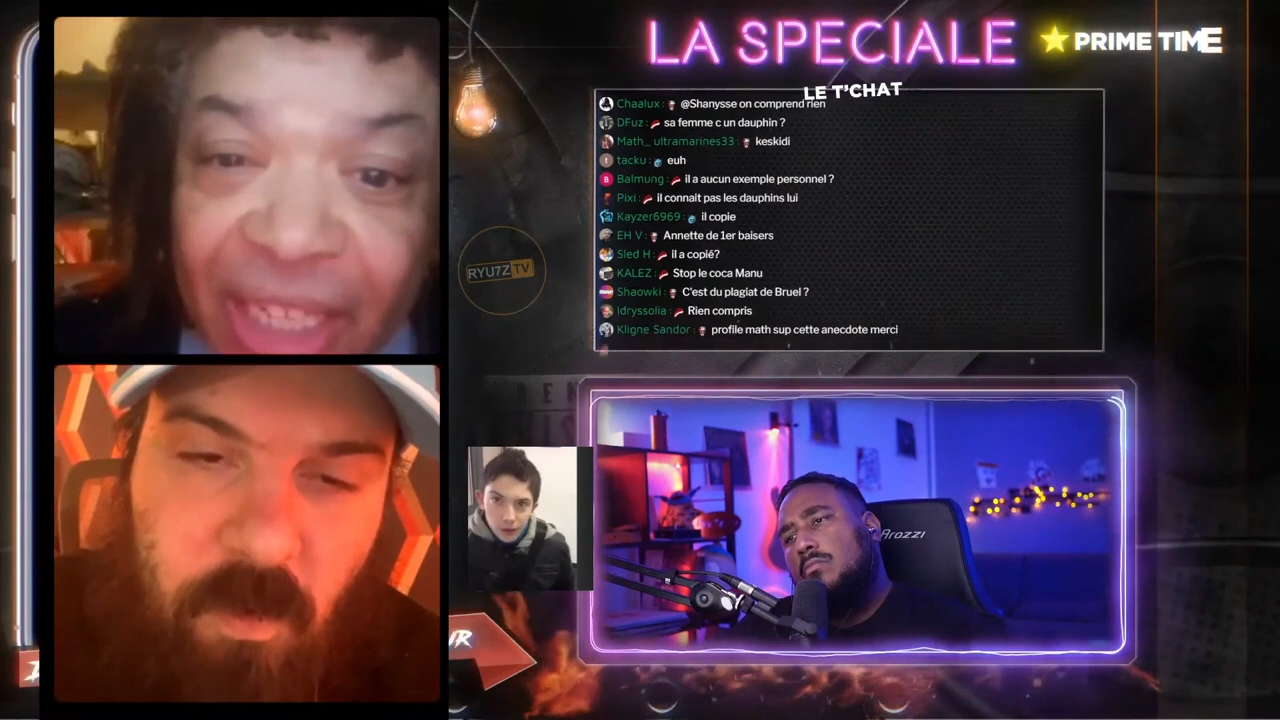 LA SPECIALE
PRIME TIME
LE T'CHAT
Chaalux : @Shanysse on comprend rien
DFuz : sa femme c un dauphin ?
Math_ ultramarines33 : keskidi
tacku : euh
Balmung : il a aucun exemple personnel ?
Pixi : il connait pas les dauphins lui
Kayzer6969 : il copie
EH V : Annette de 1er baisers
Sled H : il a copié?
KALEZ : Stop le coca Manu
Shaowki : C'est du plagiat de Bruel ?
Idryssolia : Rien compris
Kligne Sandor : profile math sup cette anecdote merci
RYU7Z TV
Arozzi
UR